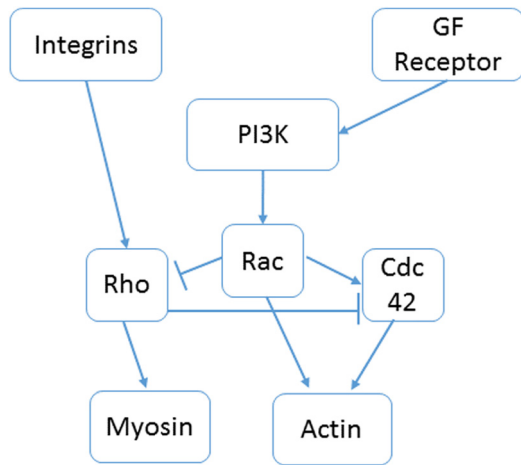 Integrins
GF
Receptor
PI3K
Rho
Rac
Cdc
42
Myosin
Actin